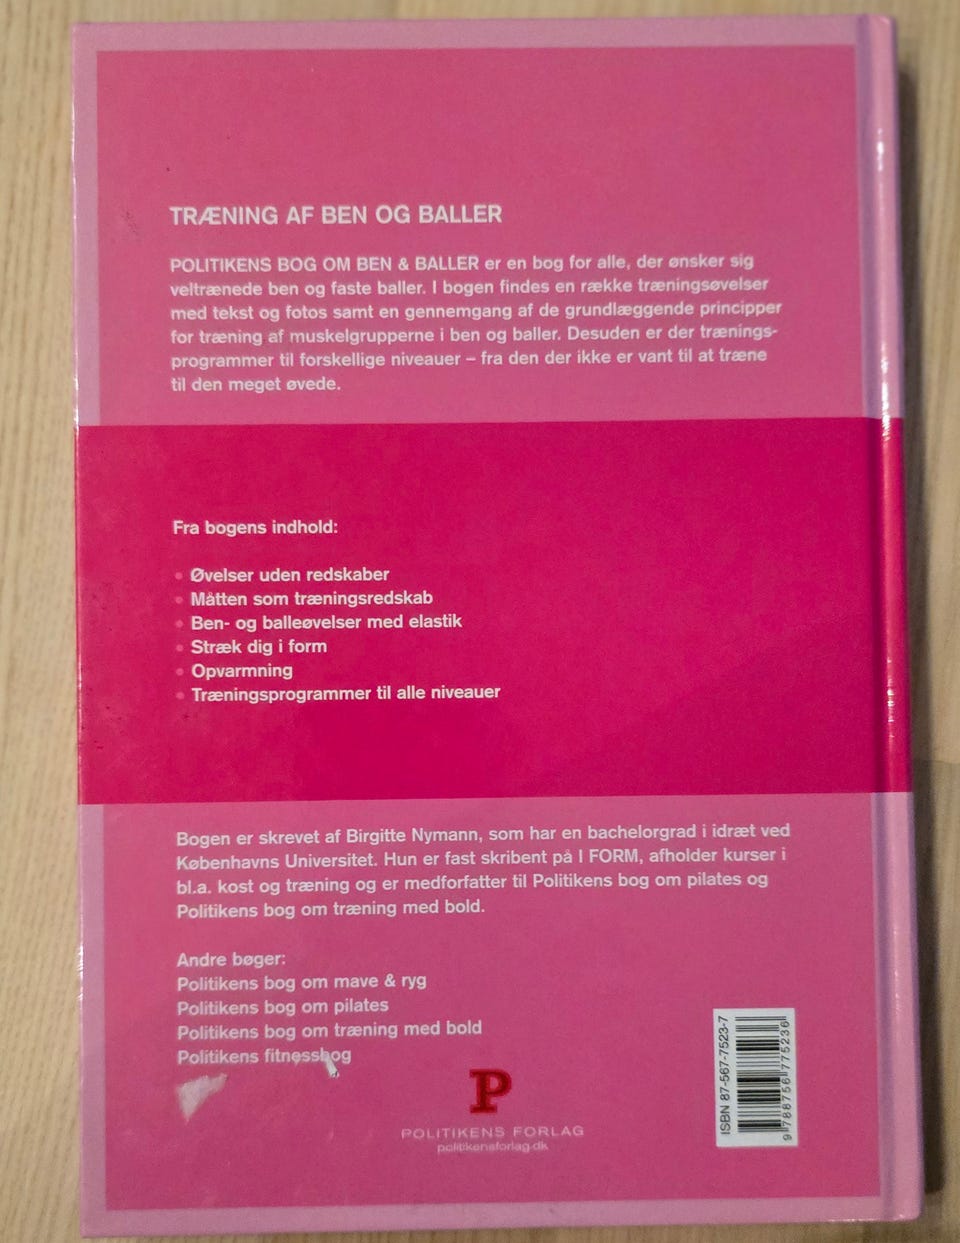 TRÆNING AF BEN OG BALLER
POLITIKENS BOG OM BEN & BALLER er en bog for alle, der ønsker sig
veltrænede ben og faste baller. I bogen findes en række træningsøvelser
med tekst og fotos samt en gennemgang af de grundlæggende principper
for træning af muskelgrupperne i ben og baller. Desuden er der trænings-
programmer til forskellige niveauer – fra den der ikke er vant til at træne
til den meget øvede.
Fra bogens indhold:
• Øvelser uden redskaber
• Måtten som træningsredskab
• Ben- og balleøvelser med elastik
• Stræk dig i form
• Opvarmning
• Træningsprogrammer til alle niveauer
Bogen er skrevet af Birgitte Nymann, som har en bachelorgrad i idræt ved
Københavns Universitet. Hun er fast skribent på I FORM, afholder kurser i
bl.a. kost og træning og er medforfatter til Politikens bog om pilates og
Politikens bog om træning med bold.
Andre bøger:
Politikens bog om mave & ryg
Politikens bog om pilates
Politikens bog om træning med bold
Politikens fitnessbog
P
POLITIKENS FORLAG
politikensforlag.dk
ISBN 87-567-7523-7
9 788756 775236